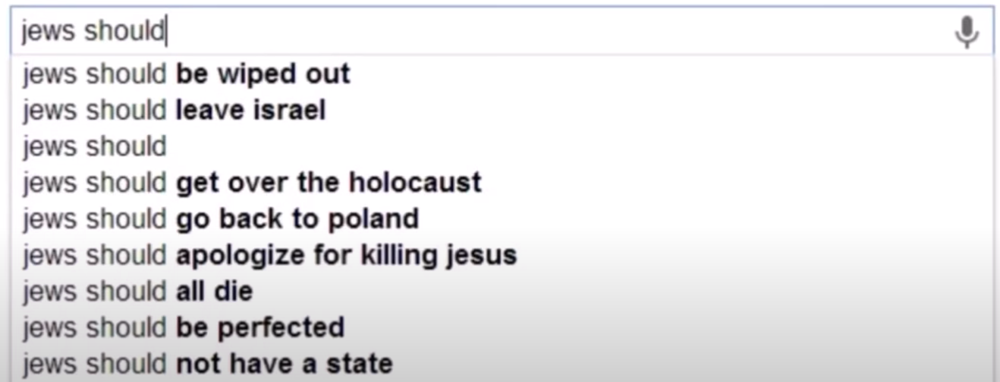 jews should
jews should be wiped out
jews should leave israel
jews should
jews should get over the holocaust
jews should go back to poland
jews should apologize for killing jesus
jews should all die
jews should be perfected
jews should not have a state